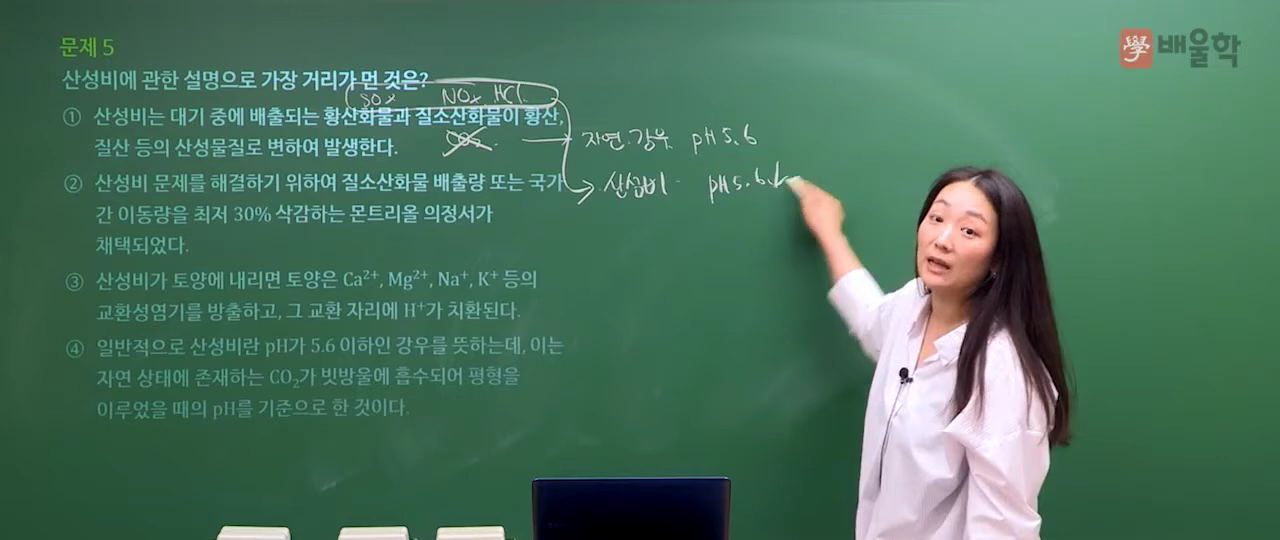 문제 5
學 배울학
산성비에 관한 설명으로 가장 거리가 먼 것은?
SOx NOx HCl
① 산성비는 대기 중에 배출되는 황산화물과 질소산화물이 황산,
질산 등의 산성물질로 변하여 발생한다.
CO₂ 자연강우 pH 5.6
② 산성비 문제를 해결하기 위하여 질소산화물 배출량 또는 국가
산성비 pH 5.6↓
간 이동량을 최저 30% 삭감하는 몬트리올 의정서가
채택되었다.
③ 산성비가 토양에 내리면 토양은 Ca²⁺, Mg²⁺, Na⁺, K⁺ 등의
교환성염기를 방출하고, 그 교환 자리에 H⁺가 치환된다.
④ 일반적으로 산성비란 pH가 5.6 이하인 강우를 뜻하는데, 이는
자연 상태에 존재하는 CO₂가 빗방울에 흡수되어 평형을
이루었을 때의 pH를 기준으로 한 것이다.